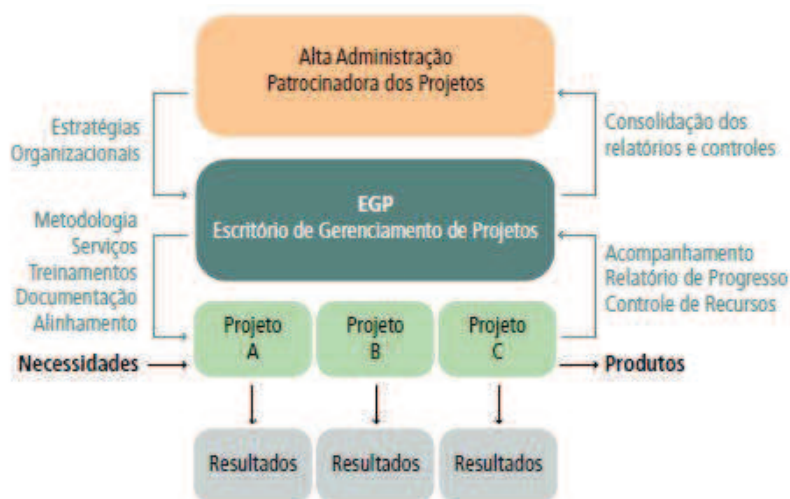 Alta Administração
Patrocinadora dos Projetos
Estratégias
Organizacionais
Consolidação dos
relatórios e controles
EGP
Escritório de Gerenciamento de Projetos
Metodologia
Serviços
Treinamentos
Documentação
Alinhamento
Acompanhamento
Relatório de Progresso
Controle de Recursos
Projeto
A
Projeto
B
Projeto
C
Necessidades
Produtos
Resultados
Resultados
Resultados